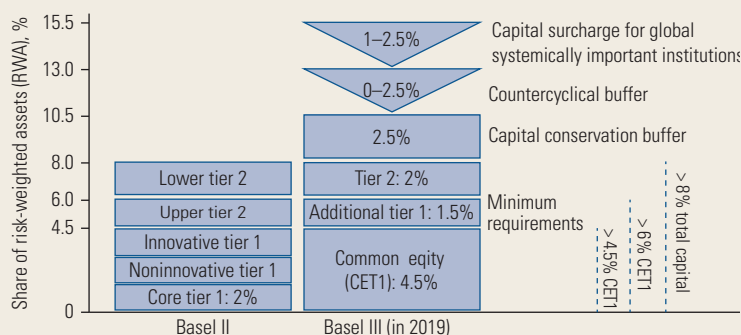 Share of risk-weighted assets (RWA), %
15.5
13.0
10.5
8.0
6.0
4.5
0
Lower tier 2
Upper tier 2
Innovative tier 1
Noninnovative tier 1
Core tier 1: 2%
Basel II
1–2.5%
0–2.5%
2.5%
Tier 2: 2%
Additional tier 1: 1.5%
Common eqity
(CET1): 4.5%
Basel III (in 2019)
Capital surcharge for global
systemically important institutions
Countercyclical buffer
Capital conservation buffer
Minimum
requirements
> 4.5% CET1
> 6% CET1
> 8% total capital